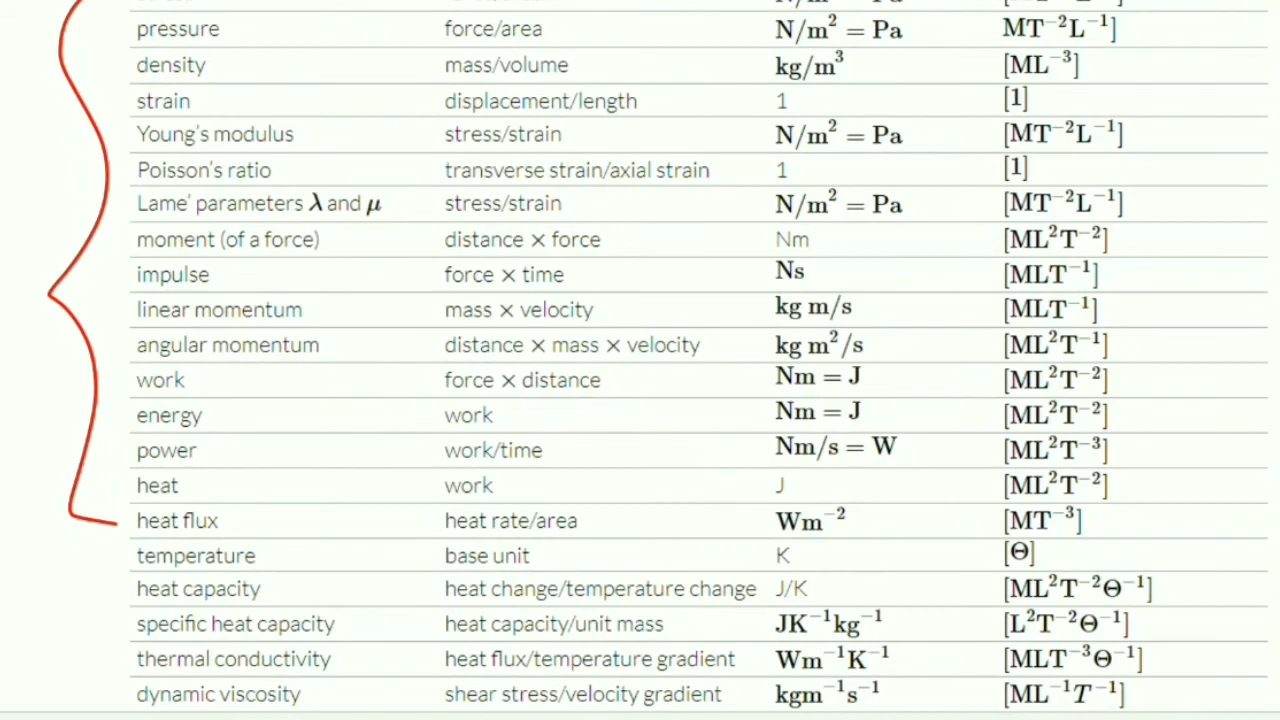 pressure force/area N/m² = Pa MT⁻²L⁻¹]
density mass/volume kg/m³ [ML⁻³]
strain displacement/length 1 [1]
Young's modulus stress/strain N/m² = Pa [MT⁻²L⁻¹]
Poisson's ratio transverse strain/axial strain 1 [1]
Lame' parameters λ and μ stress/strain N/m² = Pa [MT⁻²L⁻¹]
moment (of a force) distance × force Nm [ML²T⁻²]
impulse force × time Ns [MLT⁻¹]
linear momentum mass × velocity kg m/s [MLT⁻¹]
angular momentum distance × mass × velocity kg m²/s [ML²T⁻¹]
work force × distance Nm = J [ML²T⁻²]
energy work Nm = J [ML²T⁻²]
power work/time Nm/s = W [ML²T⁻³]
heat work J [ML²T⁻²]
heat flux heat rate/area Wm⁻² [MT⁻³]
temperature base unit K [Θ]
heat capacity heat change/temperature change J/K [ML²T⁻²Θ⁻¹]
specific heat capacity heat capacity/unit mass JK⁻¹kg⁻¹ [L²T⁻²Θ⁻¹]
thermal conductivity heat flux/temperature gradient Wm⁻¹K⁻¹ [MLT⁻³Θ⁻¹]
dynamic viscosity shear stress/velocity gradient kgm⁻¹s⁻¹ [ML⁻¹T⁻¹]